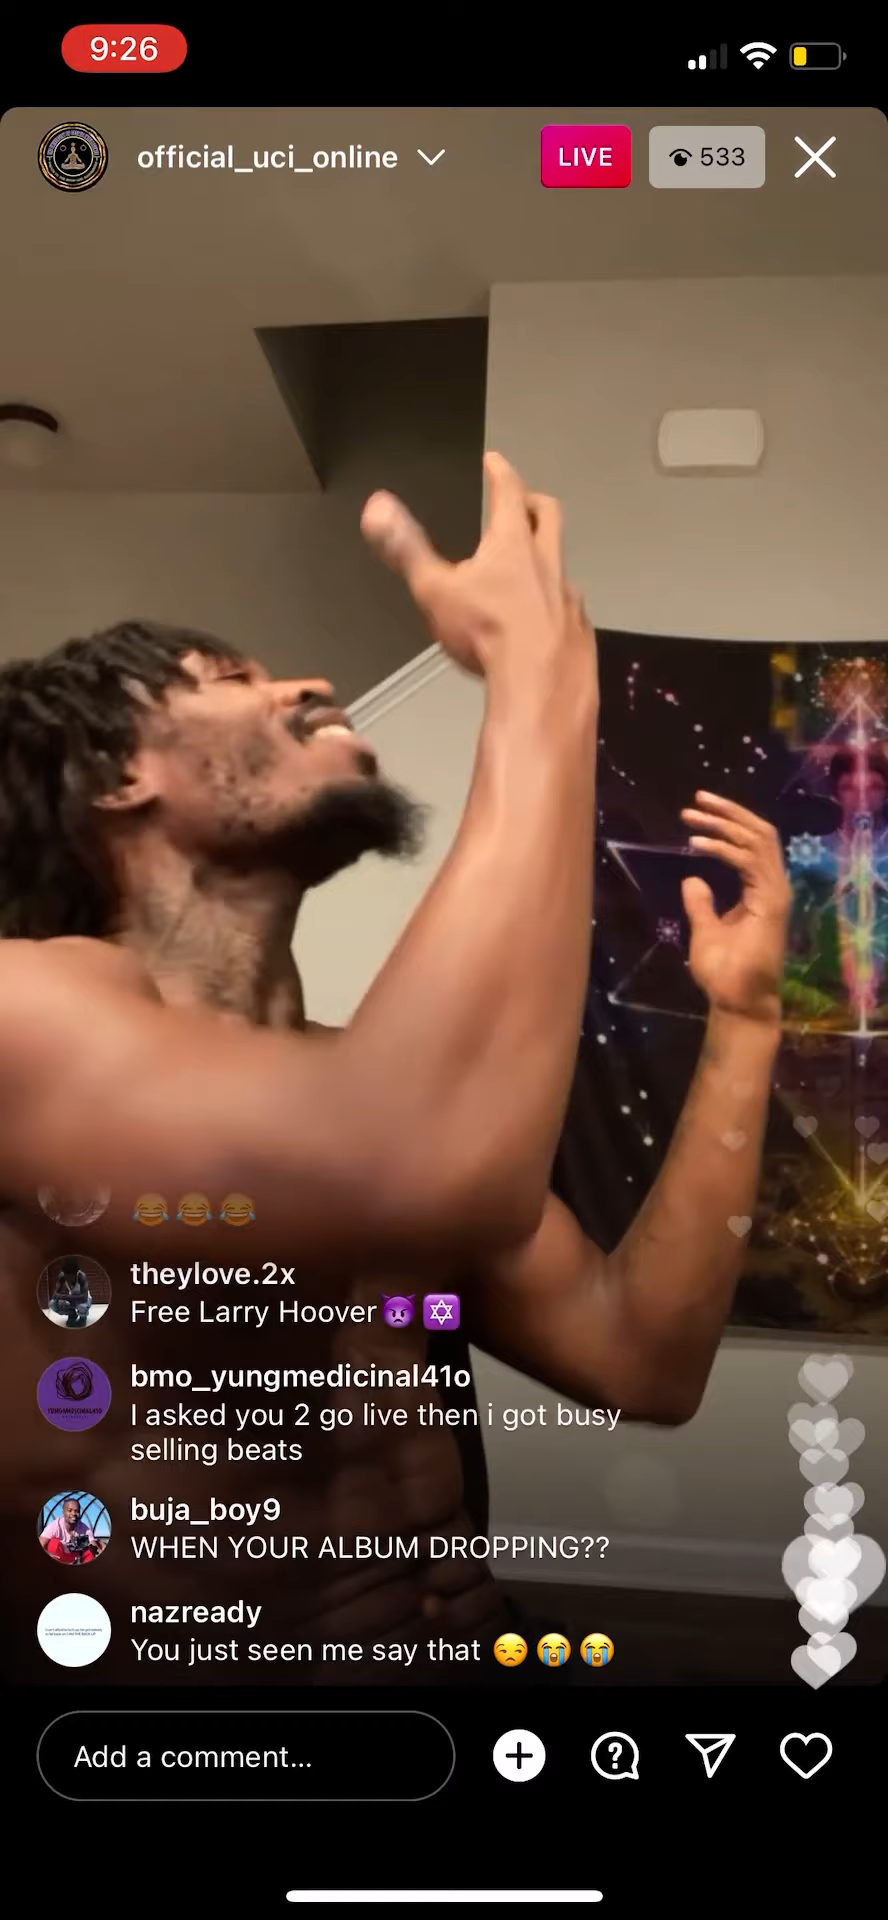 9:26
official_uci_online
LIVE
533
😂😂😂
theylove.2x
Free Larry Hoover👿🔯
bmo_yungmedicinal41o
I asked you 2 go live then i got busy
selling beats
buja_boy9
WHEN YOUR ALBUM DROPPING??
nazready
You just seen me say that 😒😭😭
Add a comment...